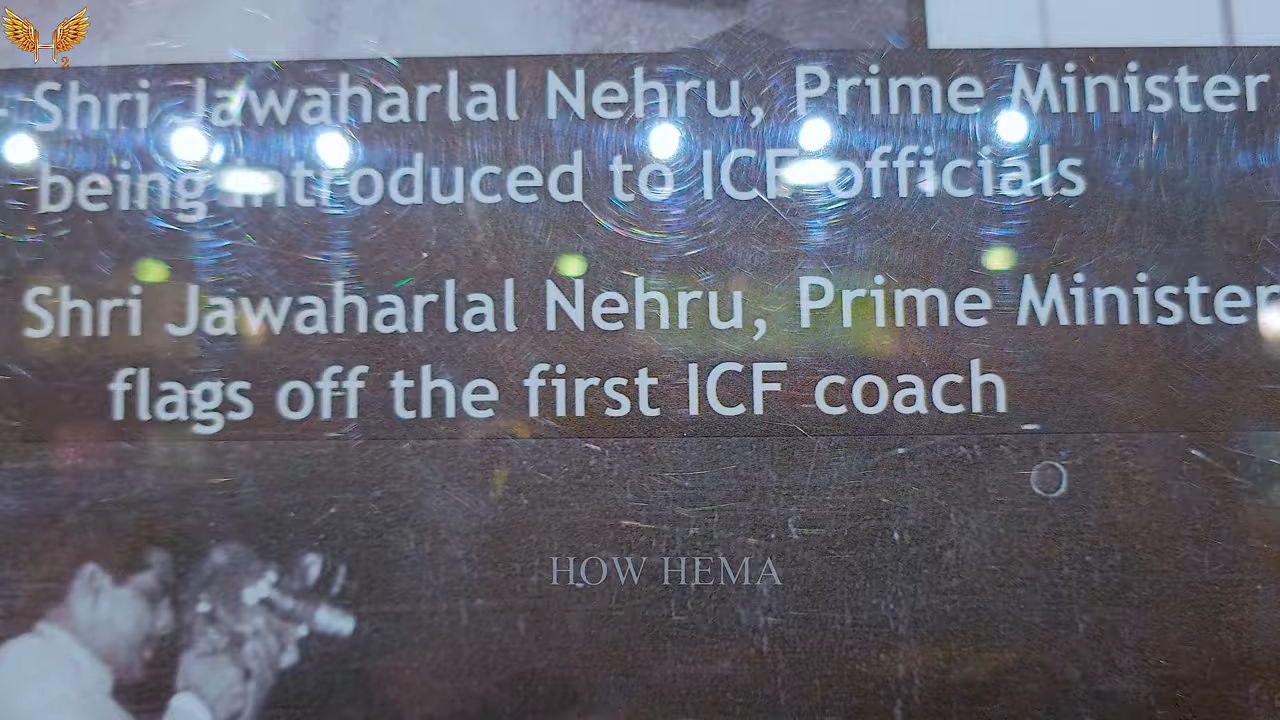 H
2
Shri Jawaharlal Nehru, Prime Minister
being introduced to ICF officials
Shri Jawaharlal Nehru, Prime Minister
flags off the first ICF coach
HOW HEMA